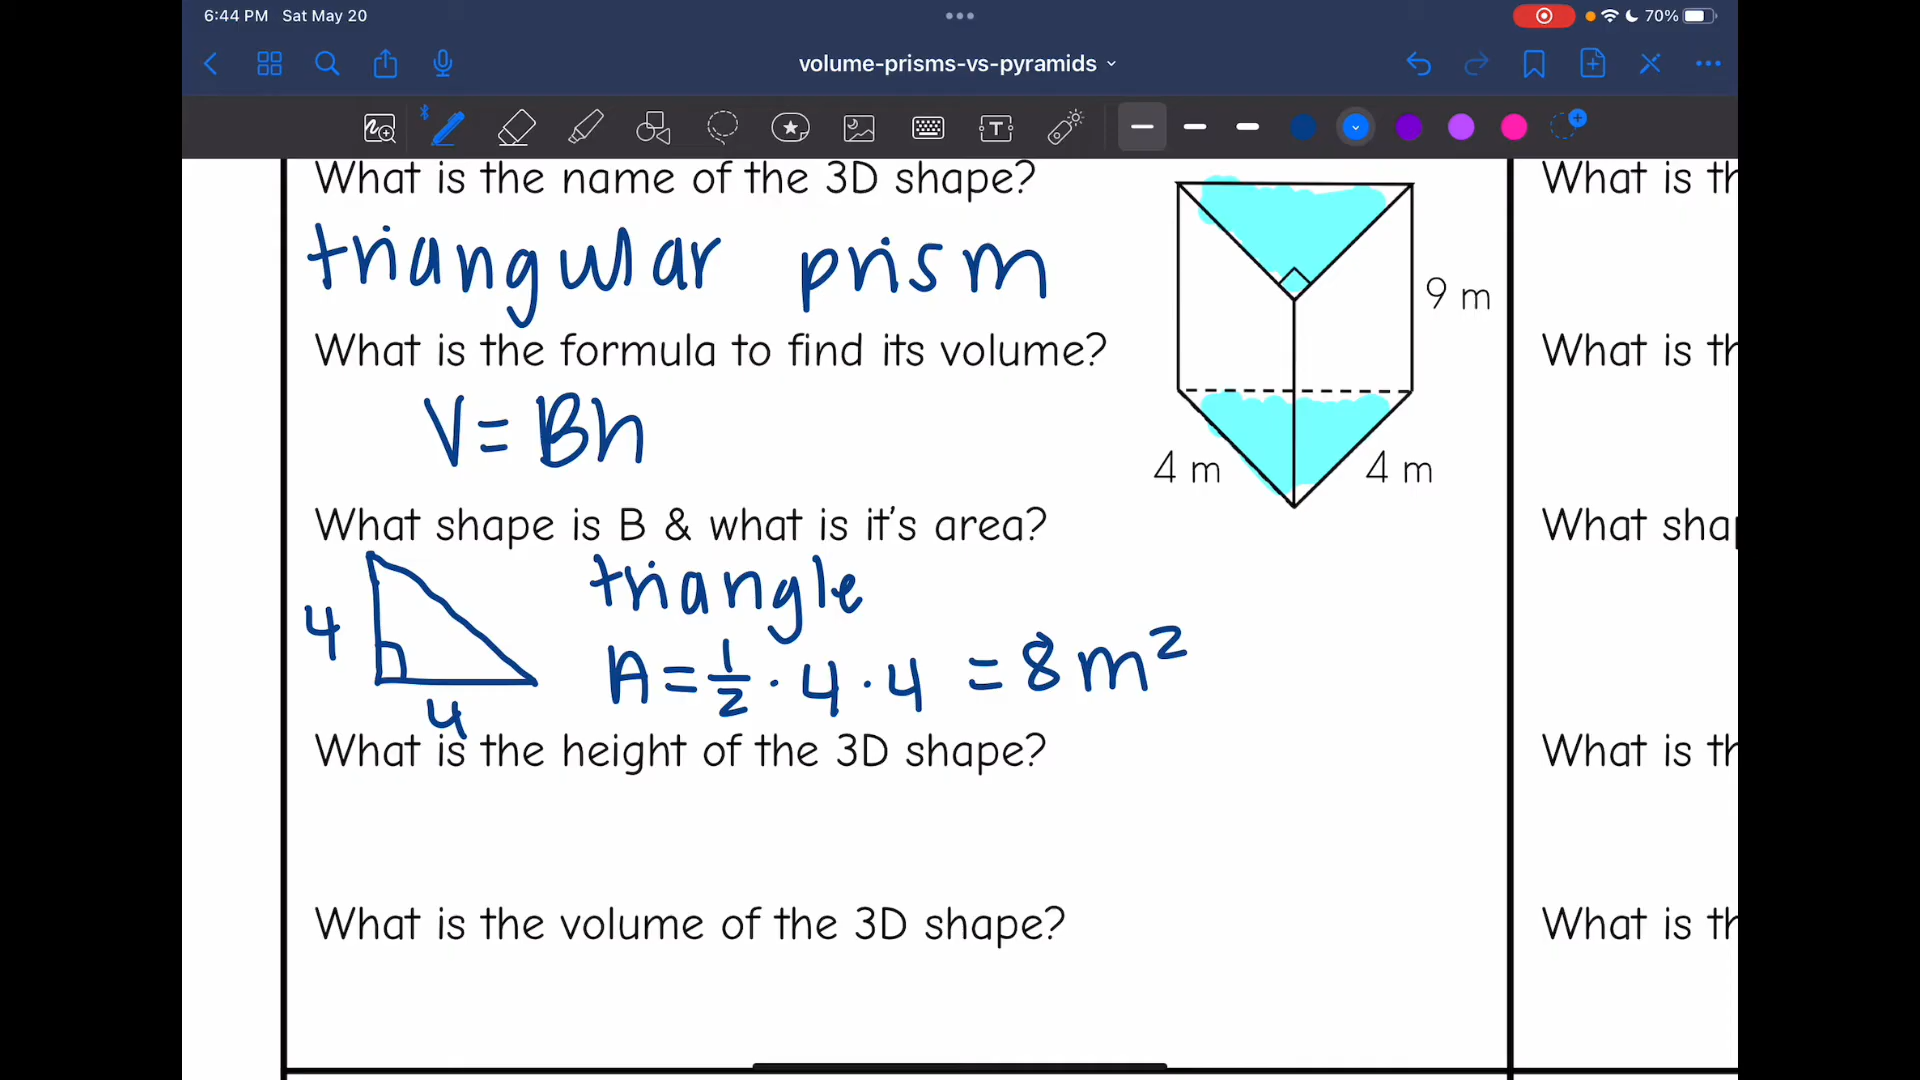 6:44 PM Sat May 20
70%
volume-prisms-vs-pyramids
What is the name of the 3D shape?
triangular prism
What is the formula to find its volume?
V = Bh
What shape is B & what is it's area?
triangle
4
4
A = 1/2 · 4 · 4 = 8 m²
What is the height of the 3D shape?
What is the volume of the 3D shape?
9 m
4 m
4 m
What is th
What is th
What shap
What is th
What is th